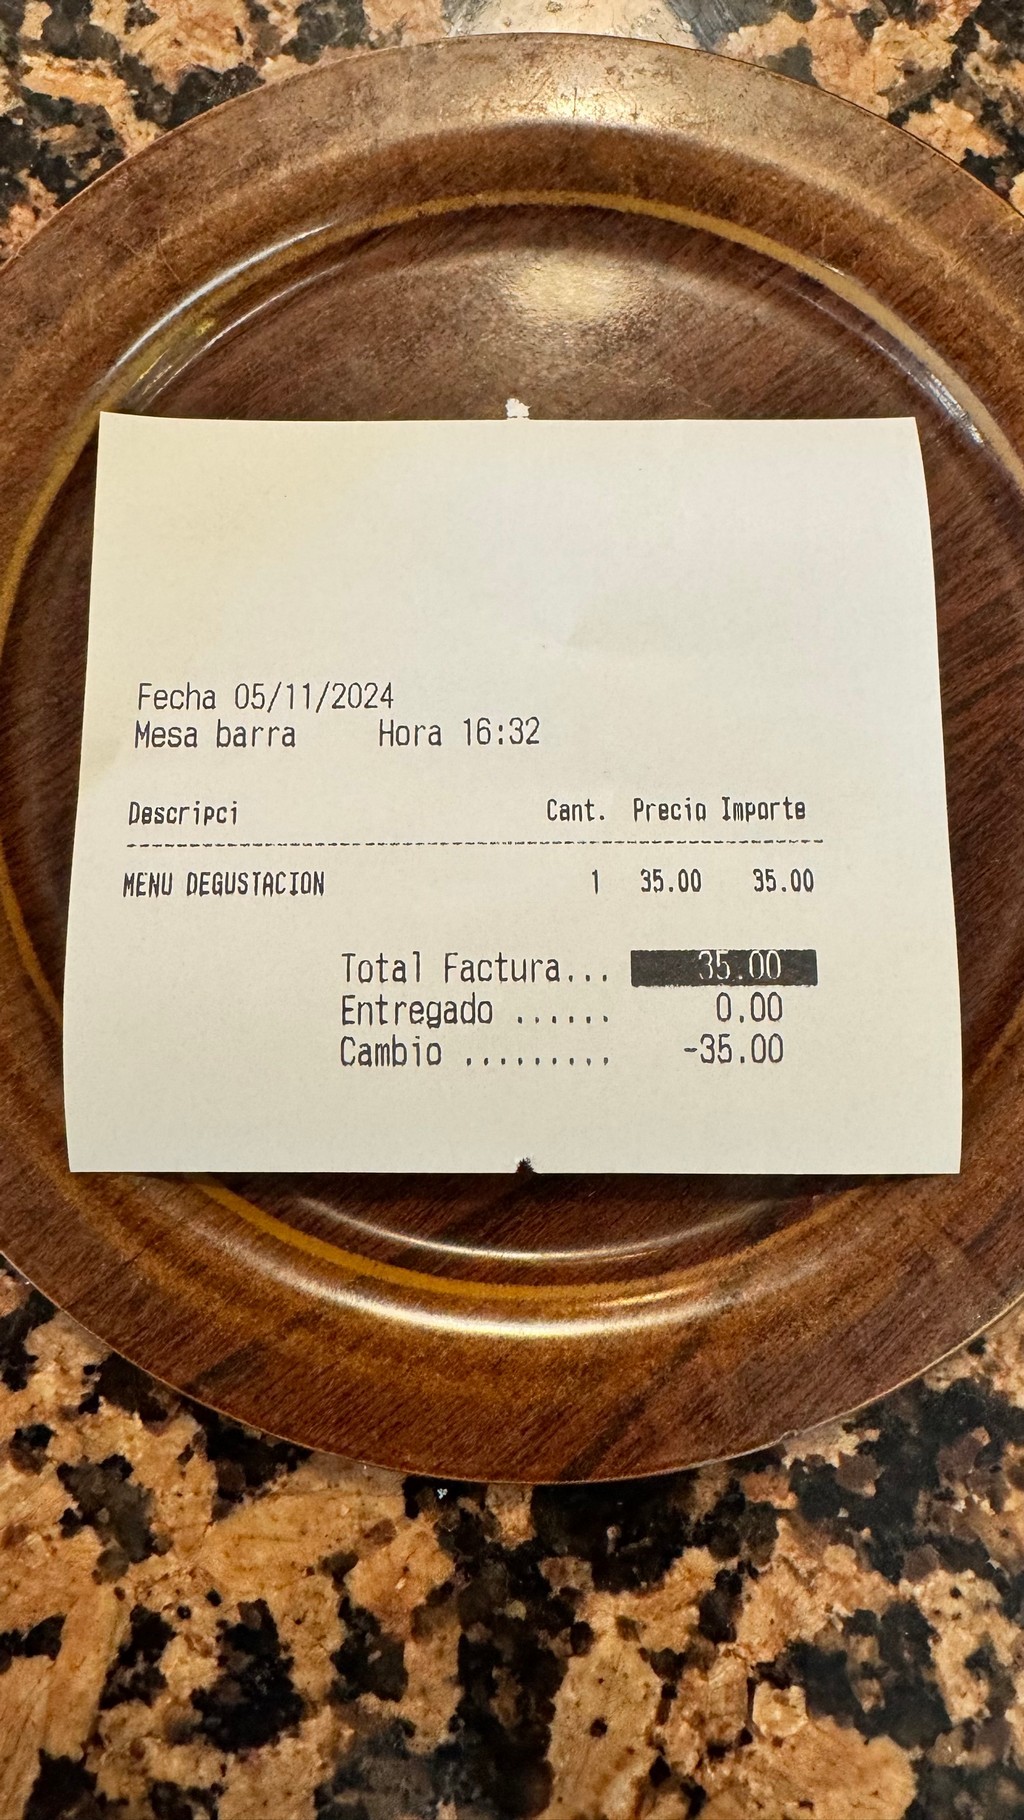 Fecha 05/11/2024
Mesa barra Hora 16:32
Descripci Cant. Precio Importe
MENU DEGUSTACION 1 35.00 35.00
Total Factura... 35.00
Entregado ...... 0.00
Cambio ......... -35.00